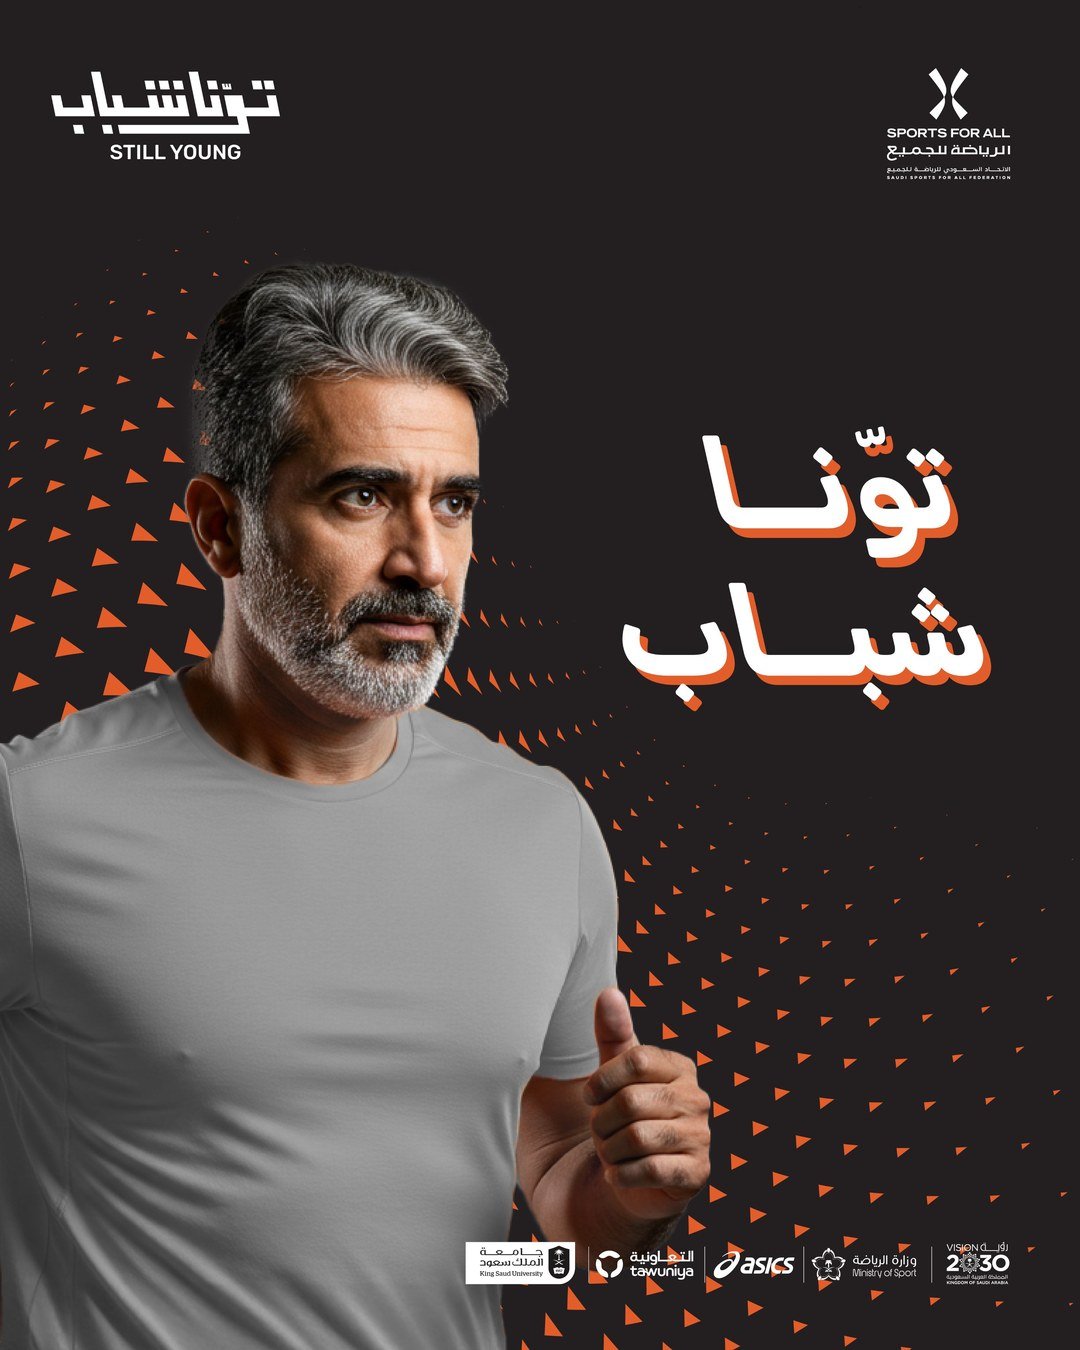 توّنا شباب
STILL YOUNG
SPORTS FOR ALL
الرياضة للجميع
الاتحاد السعودي للرياضة للجميع
SAUDI SPORTS FOR ALL FEDERATION
توّنا
شباب
جامعة
الملك سعود
King Saud University
التعاونية
tawuniya
asics
وزارة الرياضة
Ministry of Sport
VISION رؤية
2030
المملكة العربية السعودية
KINGDOM OF SAUDI ARABIA